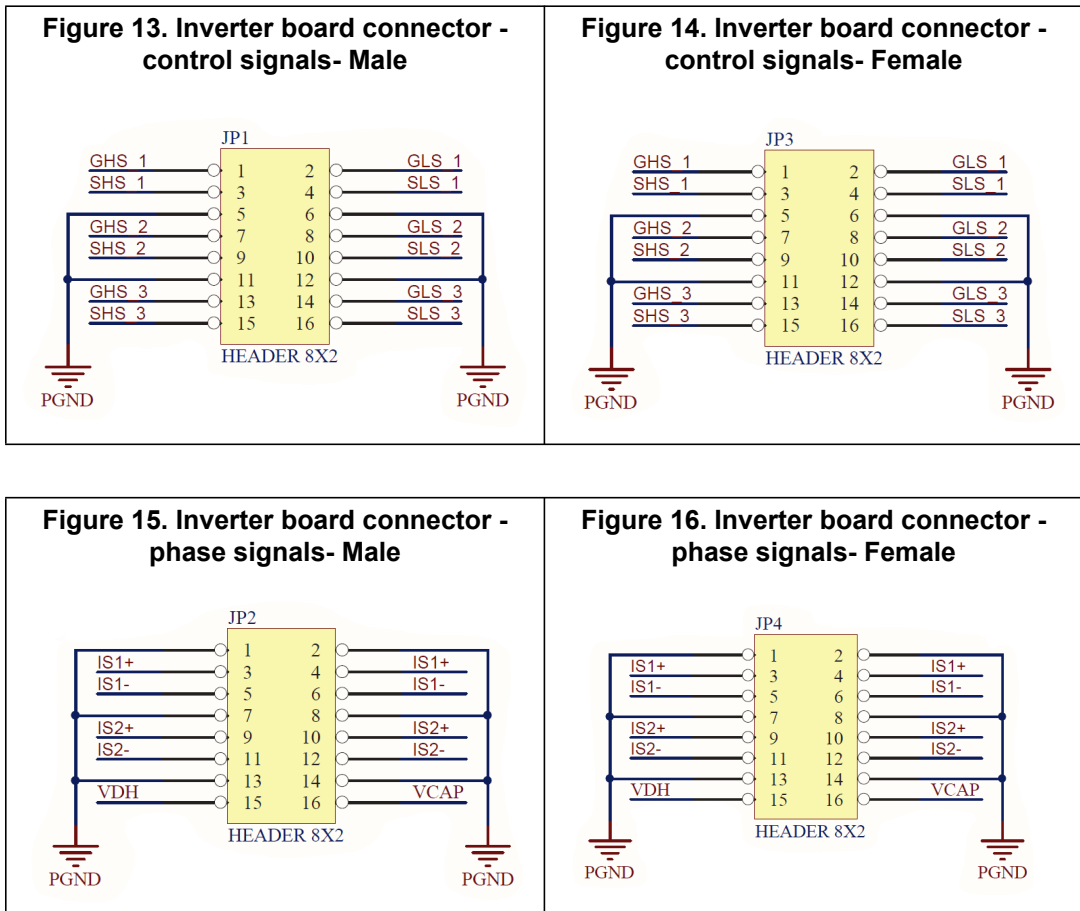 Figure 13. Inverter board connector -
control signals- Male
JP1
GHS_1 1 2 GLS_1
SHS_1 3 4 SLS_1
5 6
GHS_2 7 8 GLS_2
SHS_2 9 10 SLS_2
11 12
GHS_3 13 14 GLS_3
SHS_3 15 16 SLS_3
HEADER 8X2
PGND PGND
Figure 14. Inverter board connector -
control signals- Female
JP3
GHS_1 1 2 GLS_1
SHS_1 3 4 SLS_1
5 6
GHS_2 7 8 GLS_2
SHS_2 9 10 SLS_2
11 12
GHS_3 13 14 GLS_3
SHS_3 15 16 SLS_3
HEADER 8X2
PGND PGND
Figure 15. Inverter board connector -
phase signals- Male
JP2
1 2
IS1+ 3 4 IS1+
IS1- 5 6 IS1-
7 8
IS2+ 9 10 IS2+
IS2- 11 12 IS2-
13 14
VDH 15 16 VCAP
HEADER 8X2
PGND PGND
Figure 16. Inverter board connector -
phase signals- Female
JP4
1 2
IS1+ 3 4 IS1+
IS1- 5 6 IS1-
7 8
IS2+ 9 10 IS2+
IS2- 11 12 IS2-
13 14
VDH 15 16 VCAP
HEADER 8X2
PGND PGND